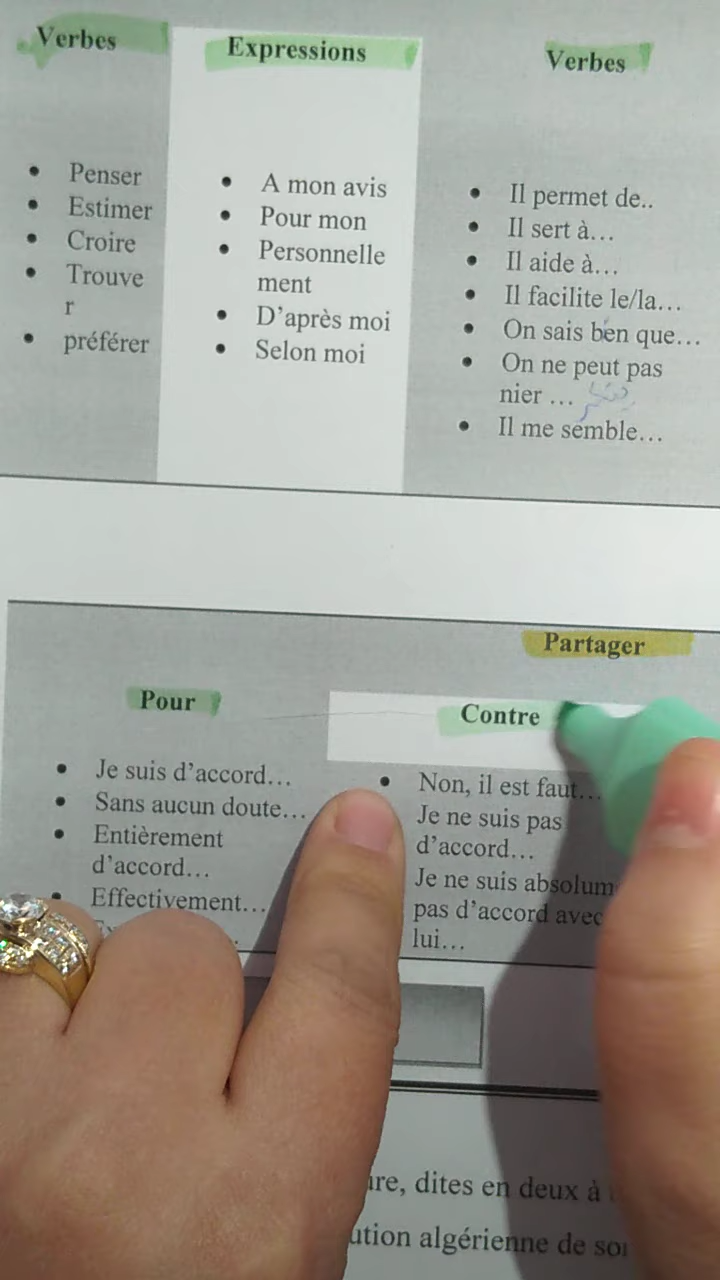 Verbes
Expressions
Verbes
Penser
Estimer
Croire
Trouve
r
préférer
A mon avis
Pour mon
Personnelle
ment
D'après moi
Selon moi
Il permet de..
Il sert à...
Il aide à...
Il facilite le/la...
On sais ben que...
On ne peut pas
nier ...
Il me semble...
Partager
Pour
Contre
Je suis d'accord...
Sans aucun doute...
Entièrement
d'accord...
Effectivement...
Non, il est faut...
Je ne suis pas
d'accord...
Je ne suis absolum
pas d'accord avec
lui...
ure, dites en deux à
ution algérienne de